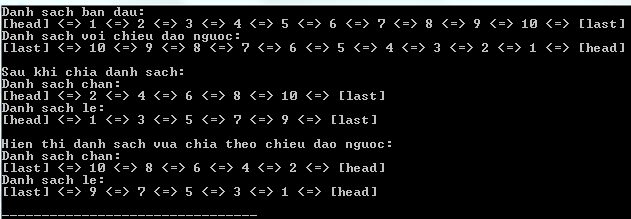 Danh sach ban dau:
[head] <=> 1 <=> 2 <=> 3 <=> 4 <=> 5 <=> 6 <=> 7 <=> 8 <=> 9 <=> 10 <=> [last]
Danh sach voi chieu dao nguoc:
[last] <=> 10 <=> 9 <=> 8 <=> 7 <=> 6 <=> 5 <=> 4 <=> 3 <=> 2 <=> 1 <=> [head]
Sau khi chia danh sach:
Danh sach chan:
[head] <=> 2 <=> 4 <=> 6 <=> 8 <=> 10 <=> [last]
Danh sach le:
[head] <=> 1 <=> 3 <=> 5 <=> 7 <=> 9 <=> [last]
Hien thi danh sach vua chia theo chieu dao nguoc:
Danh sach chan:
[last] <=> 10 <=> 8 <=> 6 <=> 4 <=> 2 <=> [head]
Danh sach le:
[last] <=> 9 <=> 7 <=> 5 <=> 3 <=> 1 <=> [head]
--------------------------------